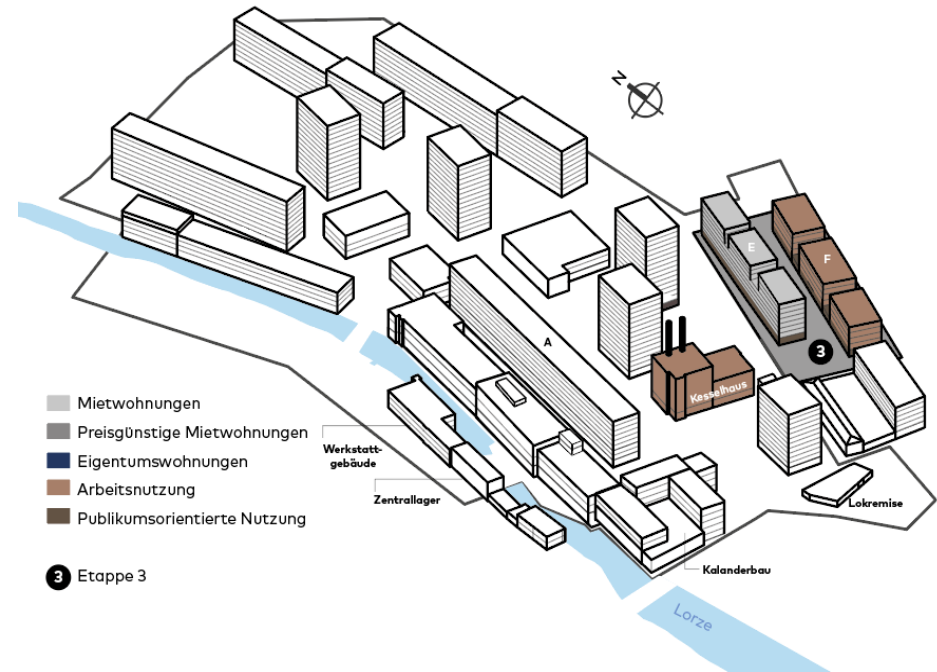 N
E
F
A
3
Kesselhaus
Mietwohnungen
Preisgünstige Mietwohnungen
Eigentumswohnungen
Arbeitsnutzung
Publikumsorientierte Nutzung
3 Etappe 3
Werkstatt-
gebäude
Zentrallager
Lokremise
Kalanderbau
Lorze